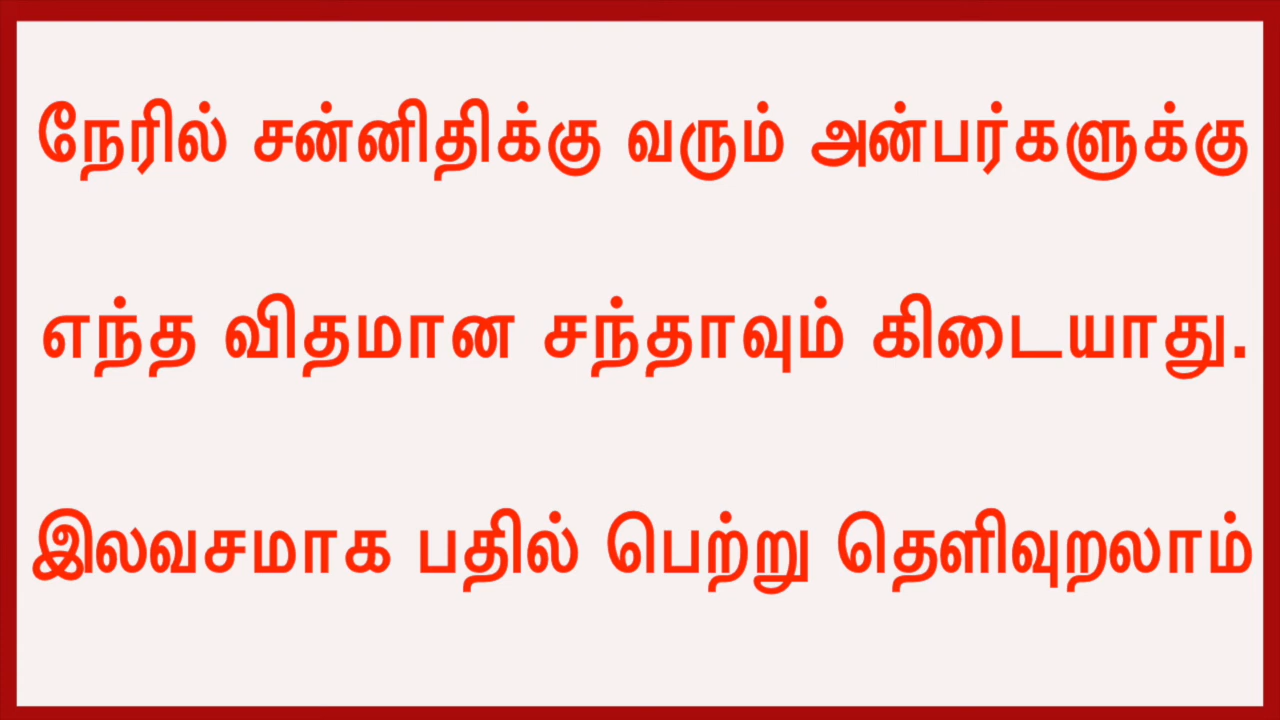 நேரில் சன்னிதிக்கு வரும் அன்பர்களுக்கு
எந்த விதமான சந்தாவும் கிடையாது.
இலவசமாக பதில் பெற்று தெளிவுறலாம்